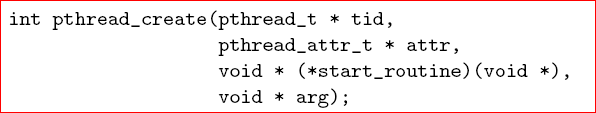 int pthread_create(pthread_t * tid,
                   pthread_attr_t * attr,
                   void * (*start_routine)(void *),
                   void * arg);